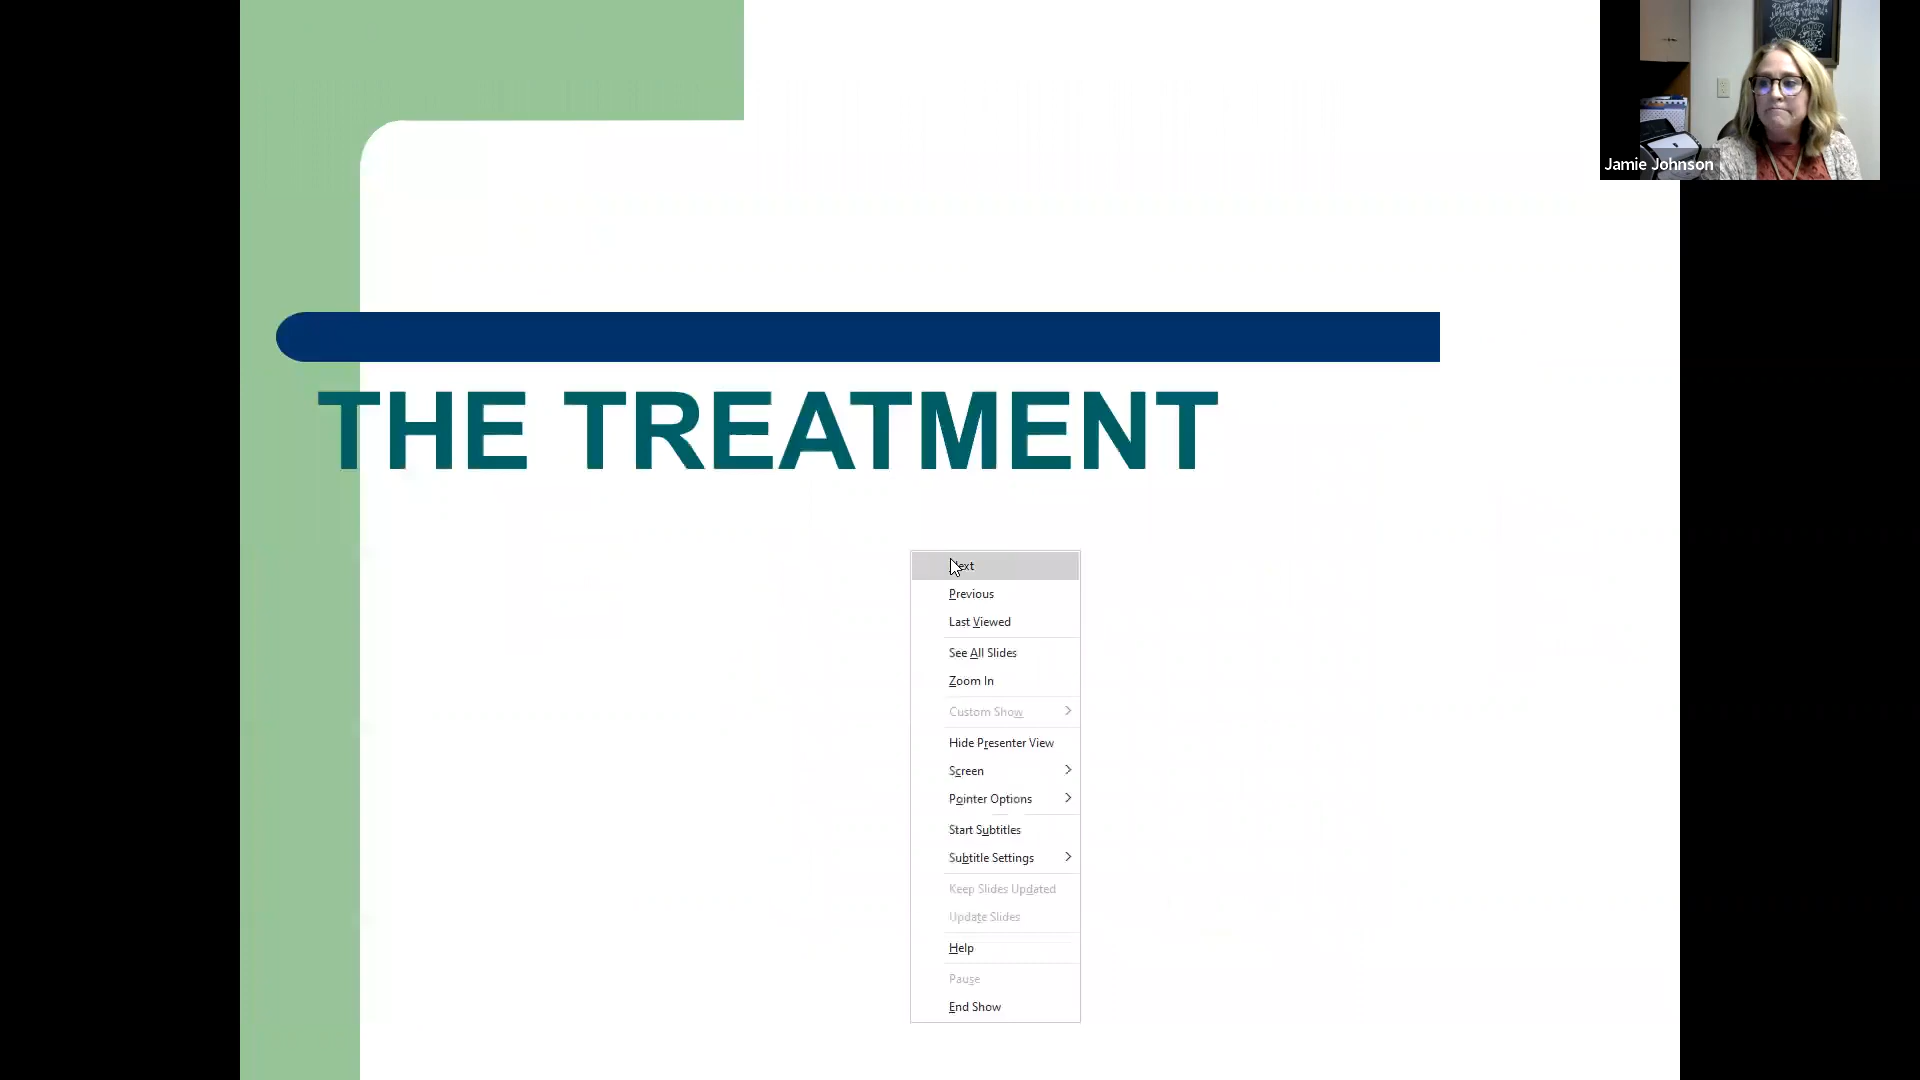 Jamie Johnson
THE TREATMENT
Next
Previous
Last Viewed
See All Slides
Zoom In
Custom Show
Hide Presenter View
Screen
Pointer Options
Start Subtitles
Subtitle Settings
Keep Slides Updated
Update Slides
Help
Pause
End Show